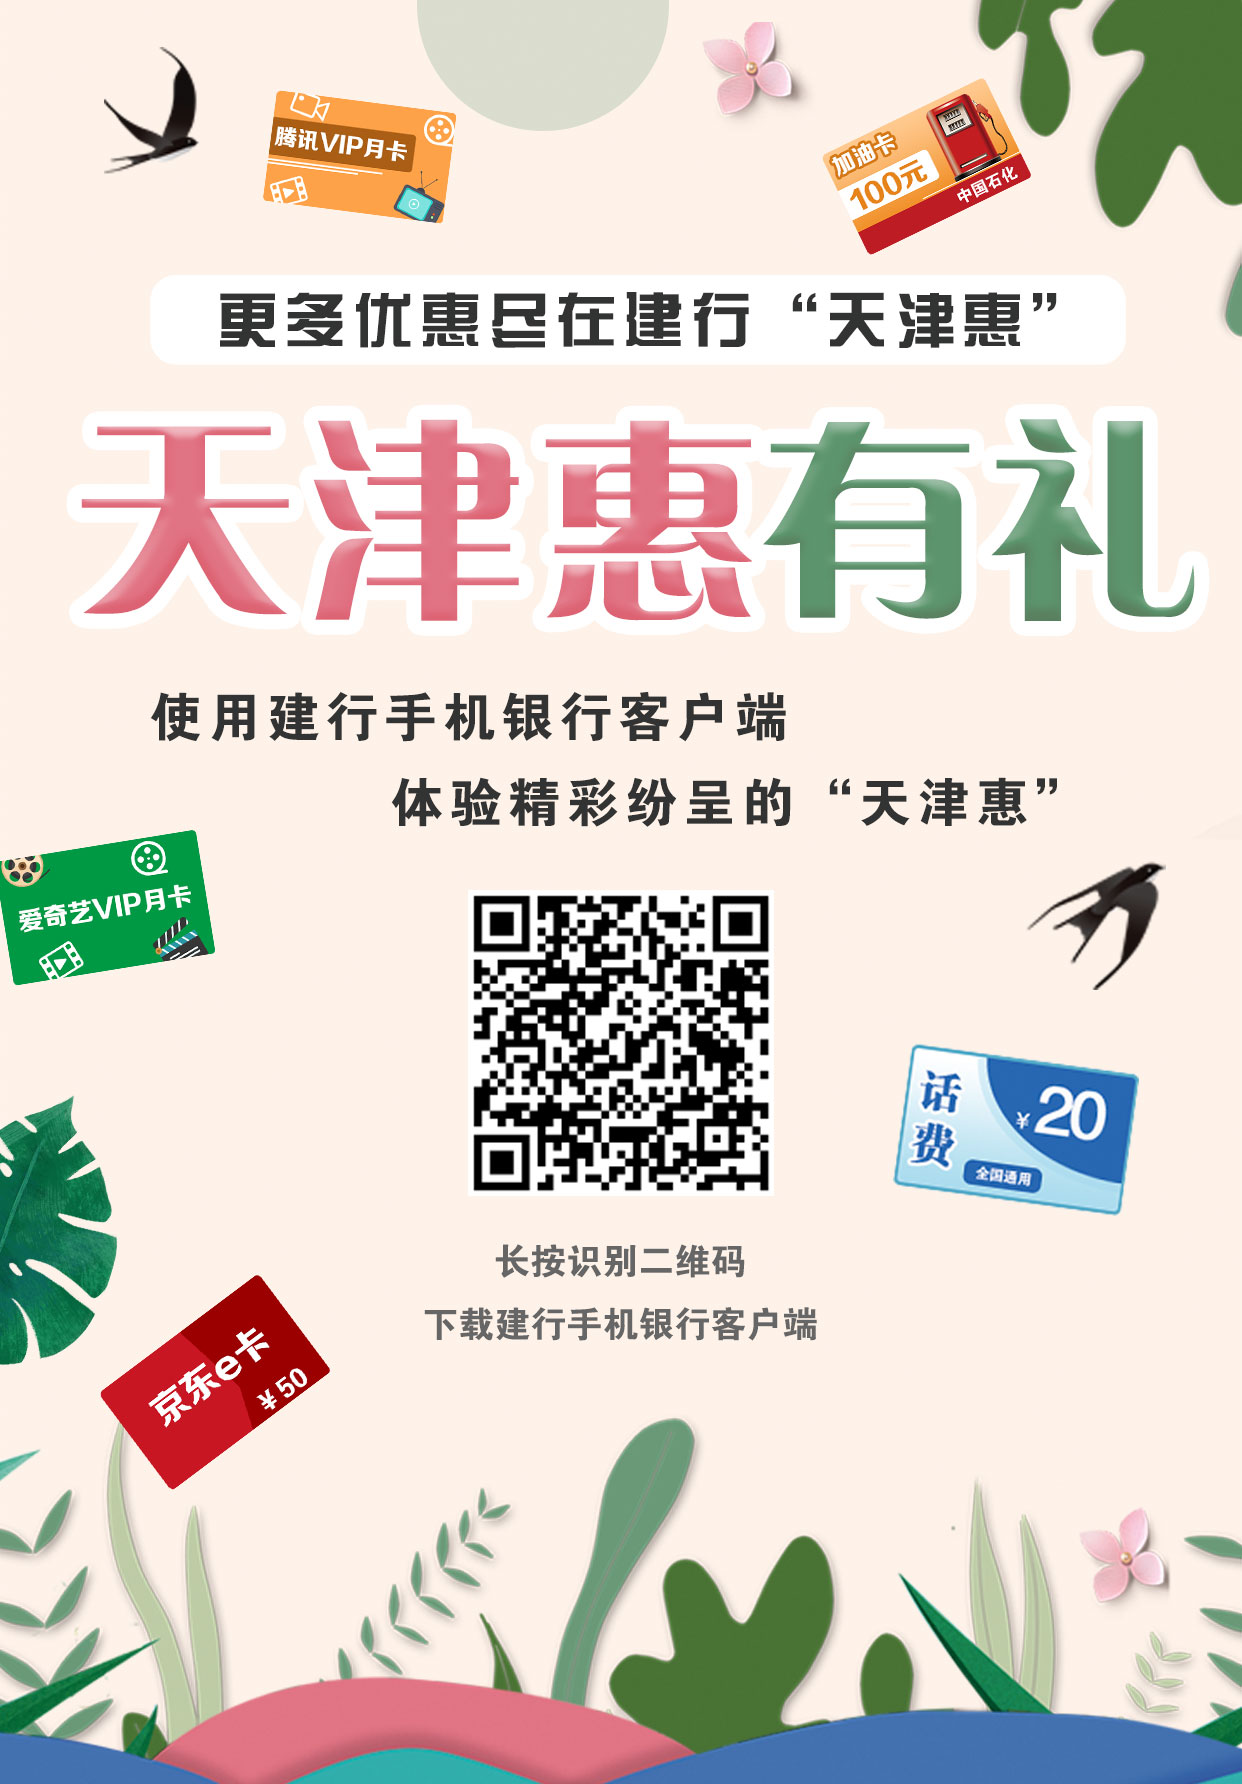 腾讯VIP月卡
加油卡
100元
中国石化
更多优惠尽在建行“天津惠”
天津惠有礼
使用建行手机银行客户端
体验精彩纷呈的“天津惠”
爱奇艺VIP月卡
话费
¥20
全国通用
长按识别二维码
下载建行手机银行客户端
京东e卡
¥50